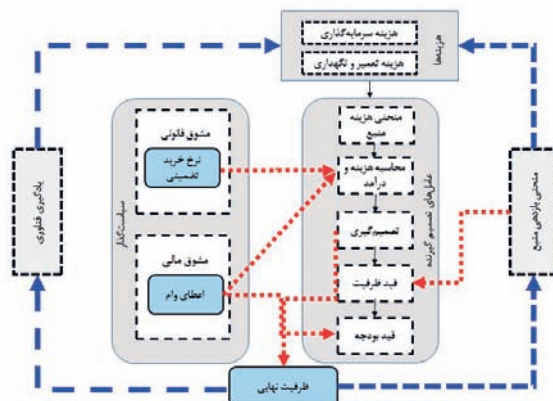 هزینه‌ها
هزینه سرمایه‌گذاری
هزینه تعمیر و نگهداری
منحنی بازدهی منبع
عامل‌های تصمیم گیرنده
منحنی هزینه
منبع
محاسبه هزینه و
درآمد
تصمیم‌گیری
قید ظرفیت
قید بودجه
مشوق قانونی
نرخ خرید
تضمینی
مشوق مالی
اعطای وام
سیاست‌گذار
یادگیری فناوری
ظرفیت نهایی